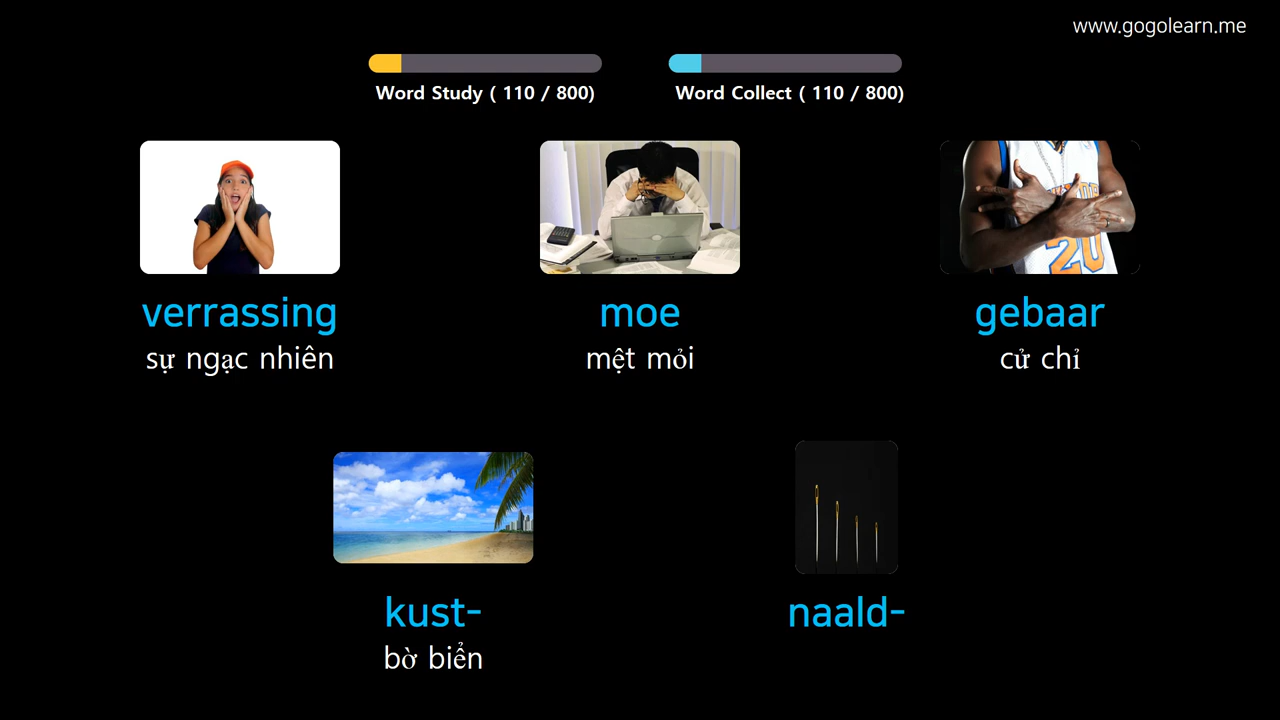 www.gogolearn.me
Word Study ( 110 / 800)
Word Collect ( 110 / 800)
verrassing
sự ngạc nhiên
moe
mệt mỏi
gebaar
cử chỉ
20
kust-
bờ biển
naald-